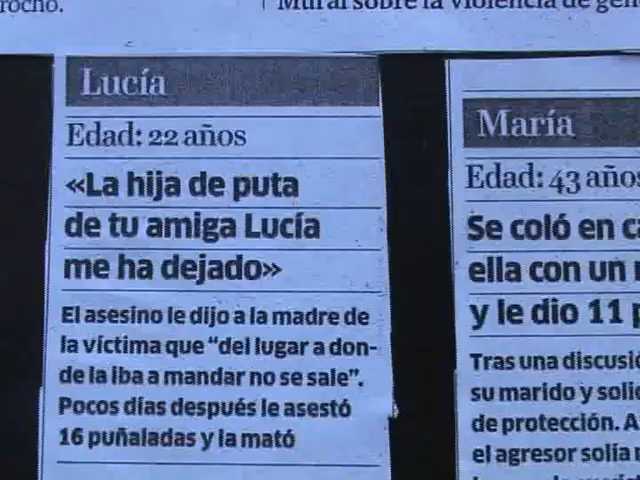 Mural sobre la violencia de
Lucía
Edad: 22 años
«La hija de puta
de tu amiga Lucía
me ha dejado»
El asesino le dijo a la madre de
la víctima que “del lugar a don-
de la iba a mandar no se sale”.
Pocos días después le asestó
16 puñaladas y la mató
María
Edad: 43 años
Se coló en
ella con un
y le dio 11
Tras una
su marido y
de protección.
el agresor solía